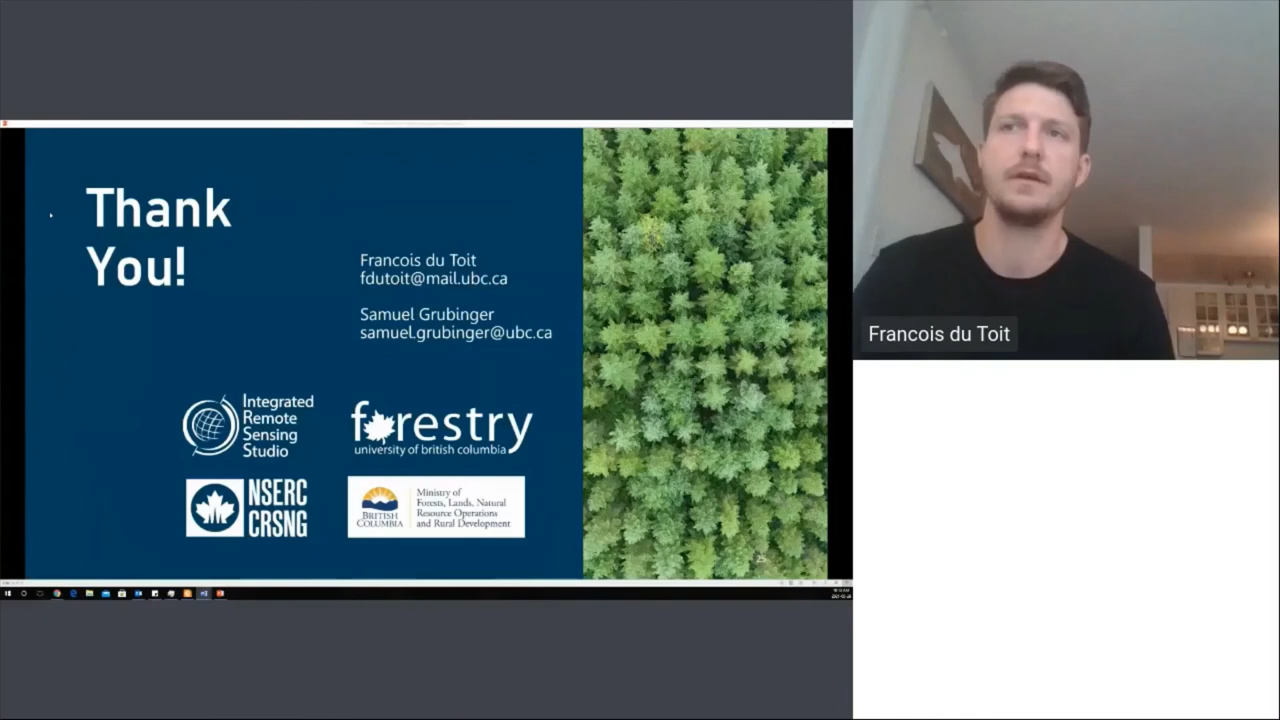 Thank
You!
Francois du Toit
fdutoit@mail.ubc.ca
Samuel Grubinger
samuel.grubinger@ubc.ca
Integrated
Remote
Sensing
Studio
forestry
university of british columbia
NSERC
CRSNG
BRITISH
COLUMBIA
Ministry of
Forests, Lands, Natural
Resource Operations
and Rural Development
25
Francois du Toit